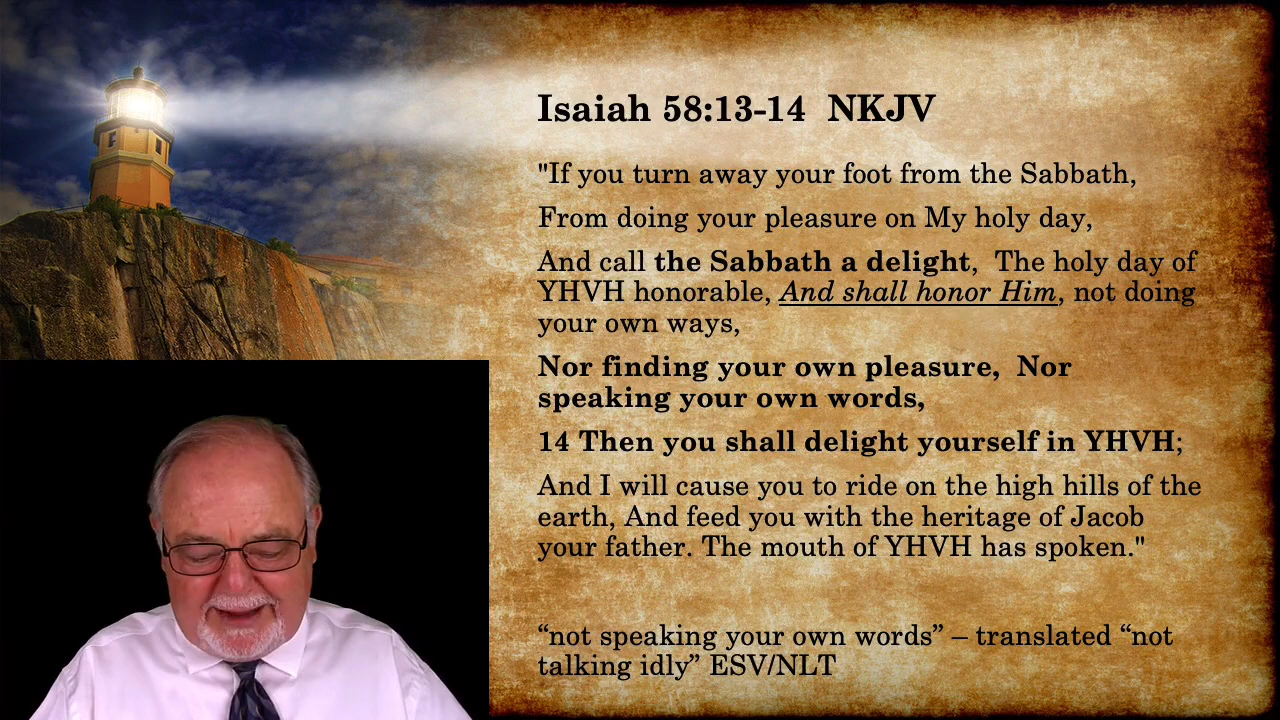 Isaiah 58:13-14  NKJV
"If you turn away your foot from the Sabbath,
From doing your pleasure on My holy day,
And call the Sabbath a delight,  The holy day of
YHVH honorable, And shall honor Him, not doing
your own ways,
Nor finding your own pleasure,  Nor
speaking your own words,
14 Then you shall delight yourself in YHVH;
And I will cause you to ride on the high hills of the
earth, And feed you with the heritage of Jacob
your father. The mouth of YHVH has spoken."
“not speaking your own words” – translated “not
talking idly” ESV/NLT